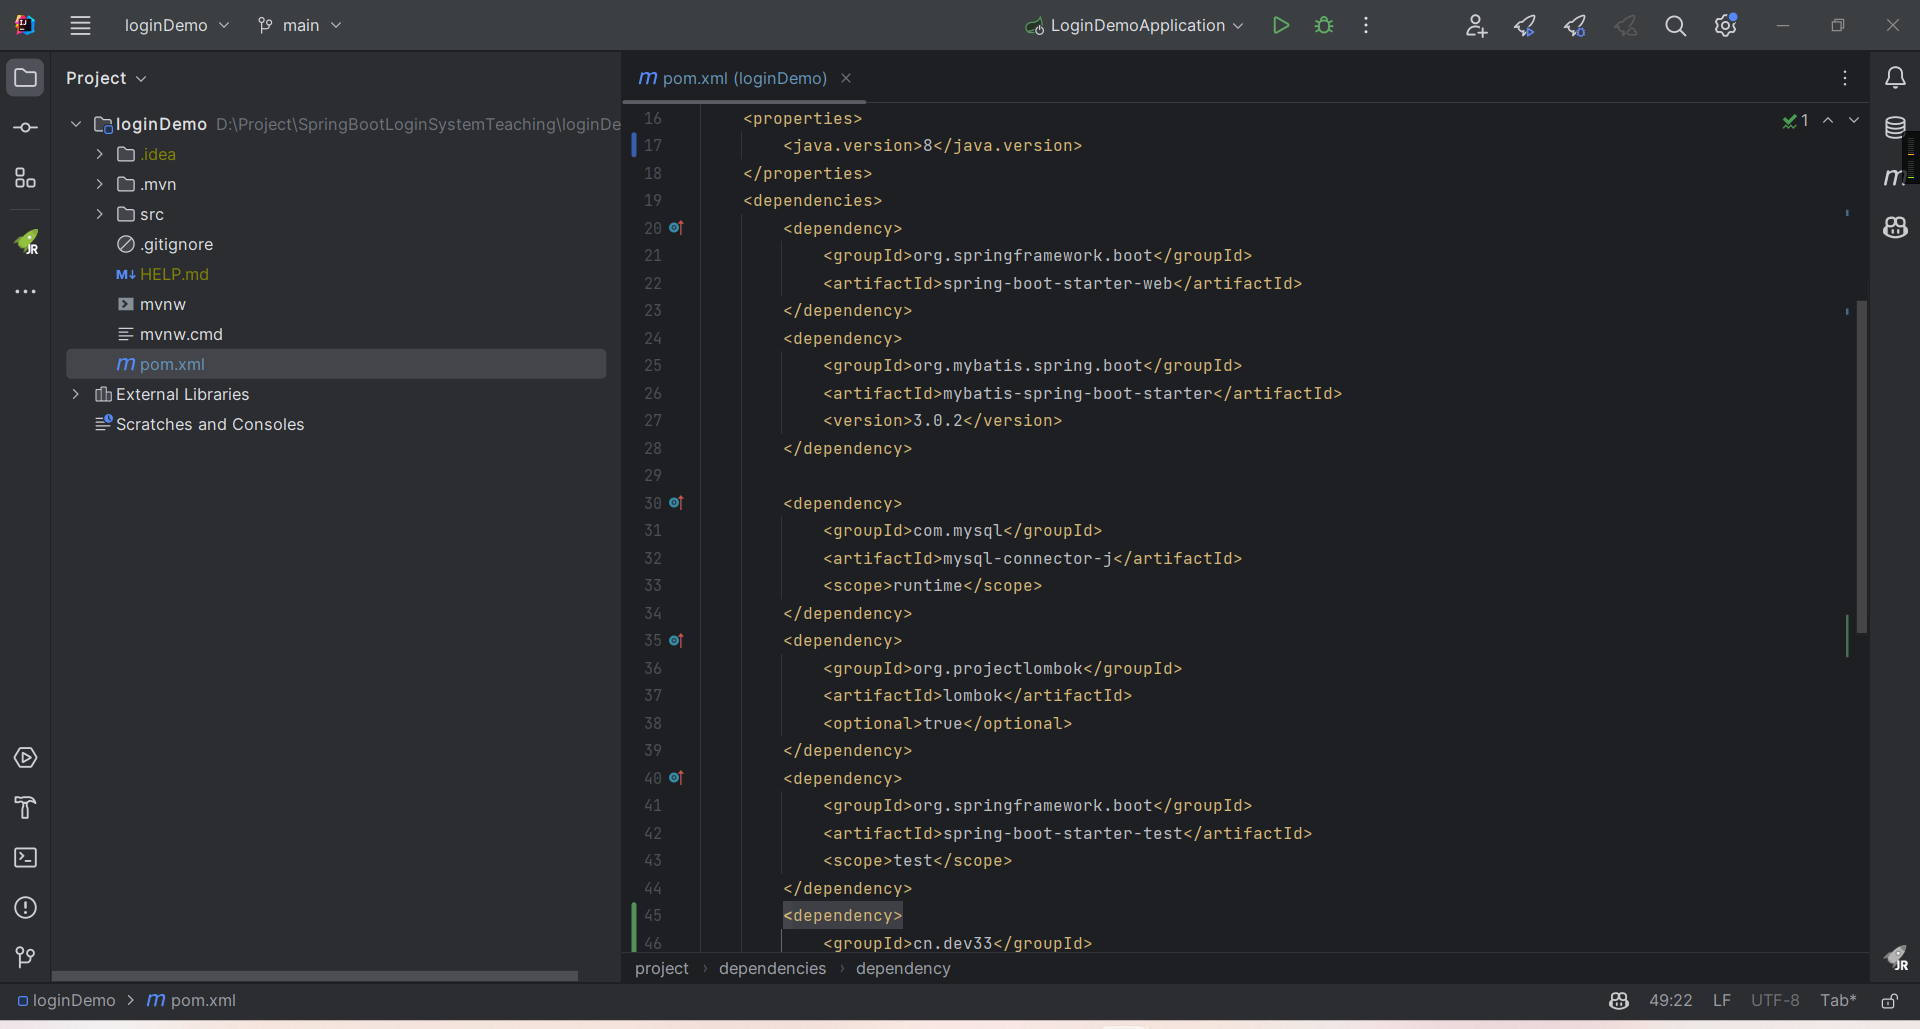 loginDemo
main
LoginDemoApplication
Project
loginDemo D:\Project\SpringBootLoginSystemTeaching\loginDe
.idea
.mvn
src
.gitignore
M↓ HELP.md
mvnw
mvnw.cmd
m pom.xml
External Libraries
Scratches and Consoles
JR
m pom.xml (loginDemo)
1
16 <properties>
17 <java.version>8</java.version>
18 </properties>
19 <dependencies>
20 <dependency>
21 <groupId>org.springframework.boot</groupId>
22 <artifactId>spring-boot-starter-web</artifactId>
23 </dependency>
24 <dependency>
25 <groupId>org.mybatis.spring.boot</groupId>
26 <artifactId>mybatis-spring-boot-starter</artifactId>
27 <version>3.0.2</version>
28 </dependency>
29
30 <dependency>
31 <groupId>com.mysql</groupId>
32 <artifactId>mysql-connector-j</artifactId>
33 <scope>runtime</scope>
34 </dependency>
35 <dependency>
36 <groupId>org.projectlombok</groupId>
37 <artifactId>lombok</artifactId>
38 <optional>true</optional>
39 </dependency>
40 <dependency>
41 <groupId>org.springframework.boot</groupId>
42 <artifactId>spring-boot-starter-test</artifactId>
43 <scope>test</scope>
44 </dependency>
45 <dependency>
46 <groupId>cn.dev33</groupId>
project › dependencies › dependency
m
JR
loginDemo > m pom.xml
49:22 LF UTF-8 Tab*